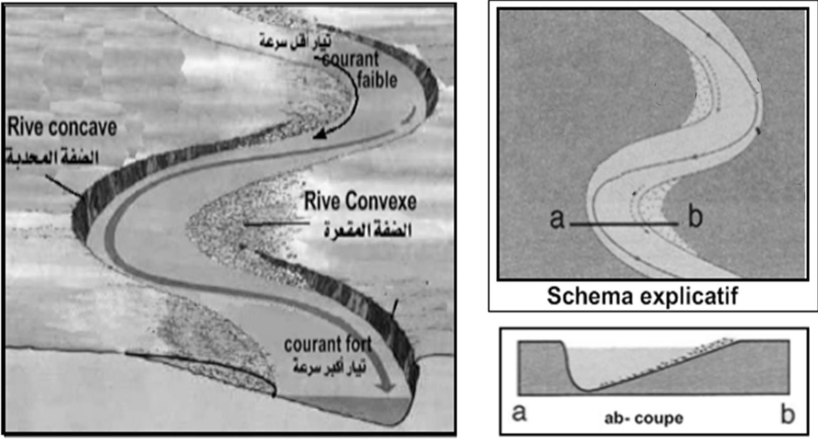 تيار أقل سرعة
courant
faible
Rive concave
الضفة المحدبة
Rive Convexe
الضفة المقعرة
courant fort
تيار أكبر سرعة
a
b
Schema explicatif
a
ab- coupe
b